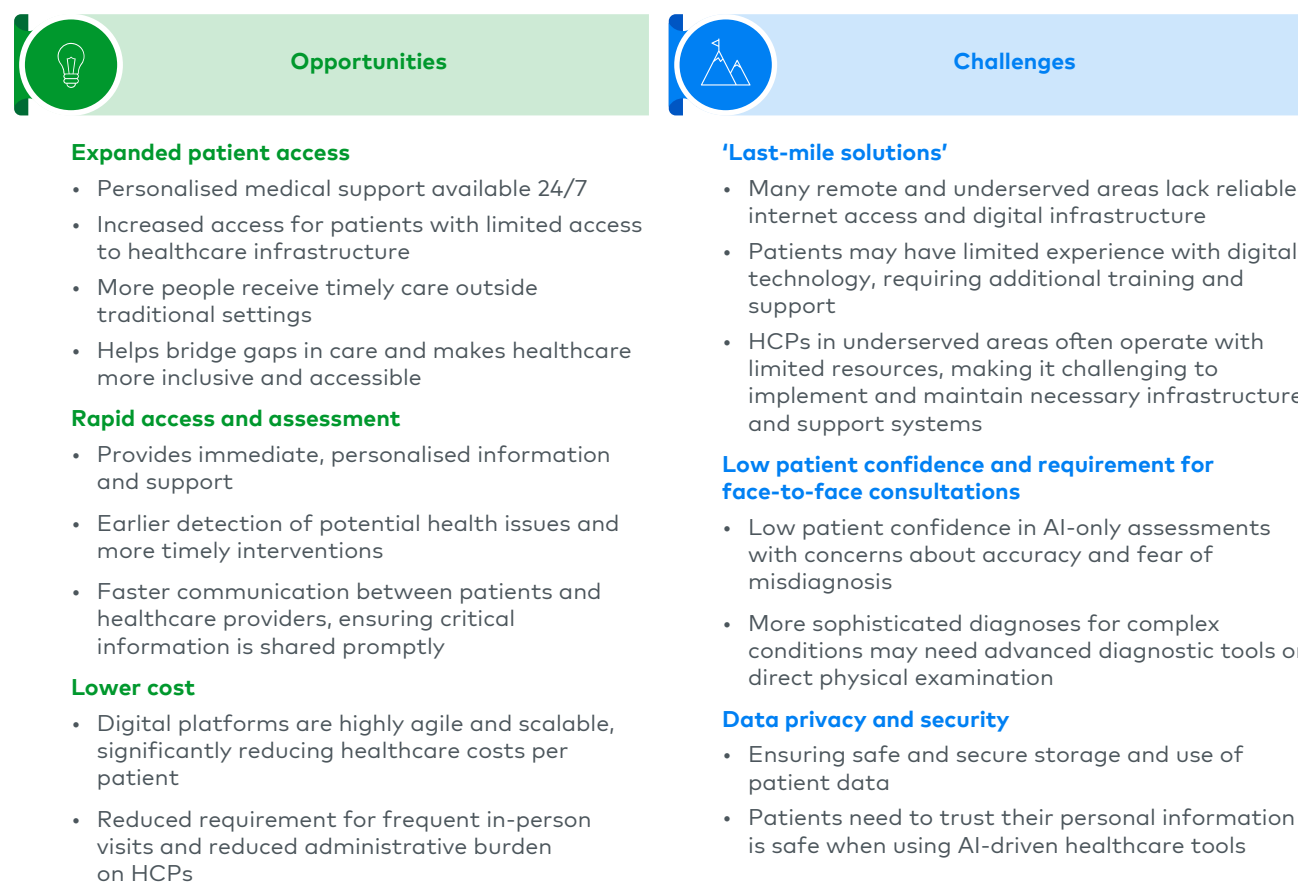 Opportunities
Expanded patient access
• Personalised medical support available 24/7
• Increased access for patients with limited access
to healthcare infrastructure
• More people receive timely care outside
traditional settings
• Helps bridge gaps in care and makes healthcare
more inclusive and accessible
Rapid access and assessment
• Provides immediate, personalised information
and support
• Earlier detection of potential health issues and
more timely interventions
• Faster communication between patients and
healthcare providers, ensuring critical
information is shared promptly
Lower cost
• Digital platforms are highly agile and scalable,
significantly reducing healthcare costs per
patient
• Reduced requirement for frequent in-person
visits and reduced administrative burden
on HCPs
Challenges
‘Last-mile solutions’
• Many remote and underserved areas lack reliable
internet access and digital infrastructure
• Patients may have limited experience with digital
technology, requiring additional training and
support
• HCPs in underserved areas often operate with
limited resources, making it challenging to
implement and maintain necessary infrastructure
and support systems
Low patient confidence and requirement for
face-to-face consultations
• Low patient confidence in AI-only assessments
with concerns about accuracy and fear of
misdiagnosis
• More sophisticated diagnoses for complex
conditions may need advanced diagnostic tools or
direct physical examination
Data privacy and security
• Ensuring safe and secure storage and use of
patient data
• Patients need to trust their personal information
is safe when using AI-driven healthcare tools